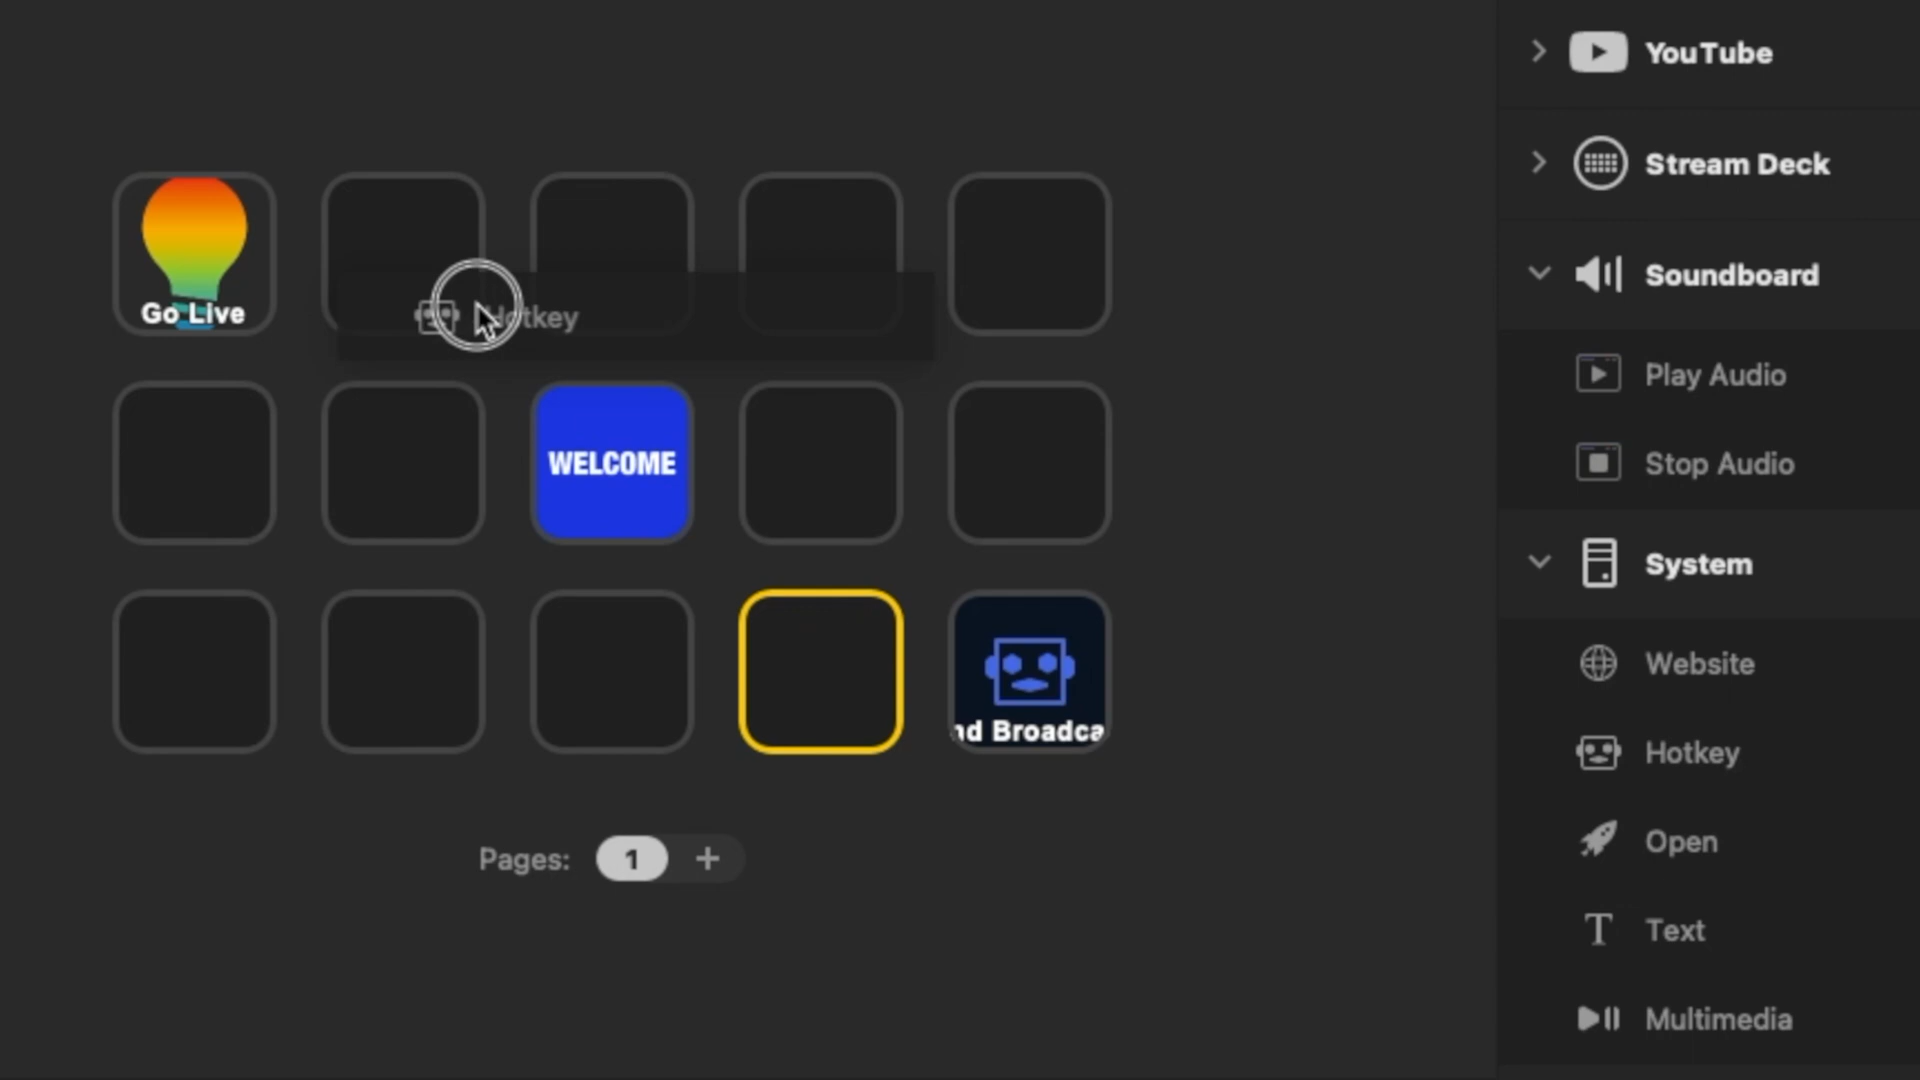 Go Live
Hotkey
WELCOME
nd Broadca
Pages: 1 +
YouTube
Stream Deck
Soundboard
Play Audio
Stop Audio
System
Website
Hotkey
Open
T Text
Multimedia